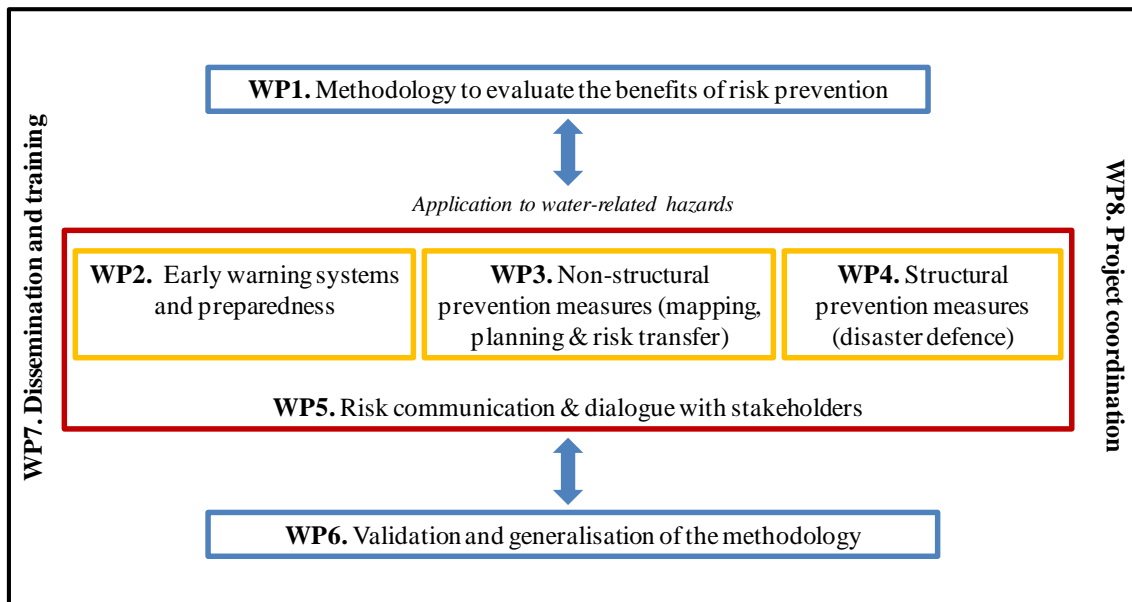 WP1. Methodology to evaluate the benefits of risk prevention
WP7. Dissemination and training
Application to water-related hazards
WP2. Early warning systems
and preparedness
WP3. Non-structural
prevention measures (mapping,
planning & risk transfer)
WP4. Structural
prevention measures
(disaster defence)
WP5. Risk communication & dialogue with stakeholders
WP8. Project coordination
WP6. Validation and generalisation of the methodology